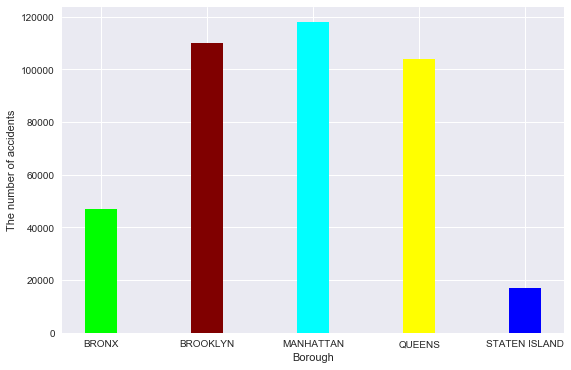 120000
100000
80000
60000
40000
20000
0
The number of accidents
BRONX
BROOKLYN
MANHATTAN
QUEENS
STATEN ISLAND
Borough